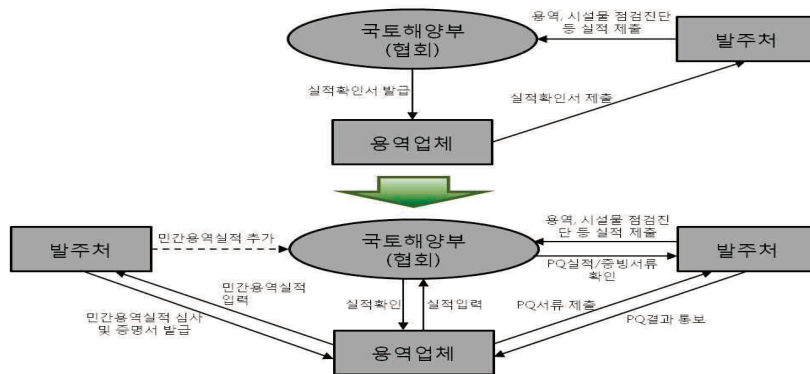 국토해양부
(협회)
용역, 시설물 점검진단
등 실적 제출
발주처
실적확인서 발급
실적확인서 제출
용역업체
발주처
민간용역실적 추가
국토해양부
(협회)
용역, 시설물 점검진
단 등 실적 제출
발주처
PQ실적/증빙서류
확인
민간용역실적
입력
실적확인
실적입력
PQ서류 제출
민간용역실적 심사
및 증명서 발급
PQ결과 통보
용역업체